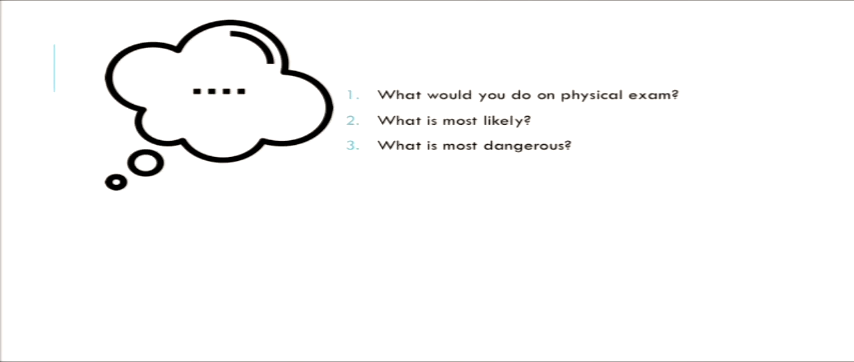 ....
1. What would you do on physical exam?
2. What is most likely?
3. What is most dangerous?